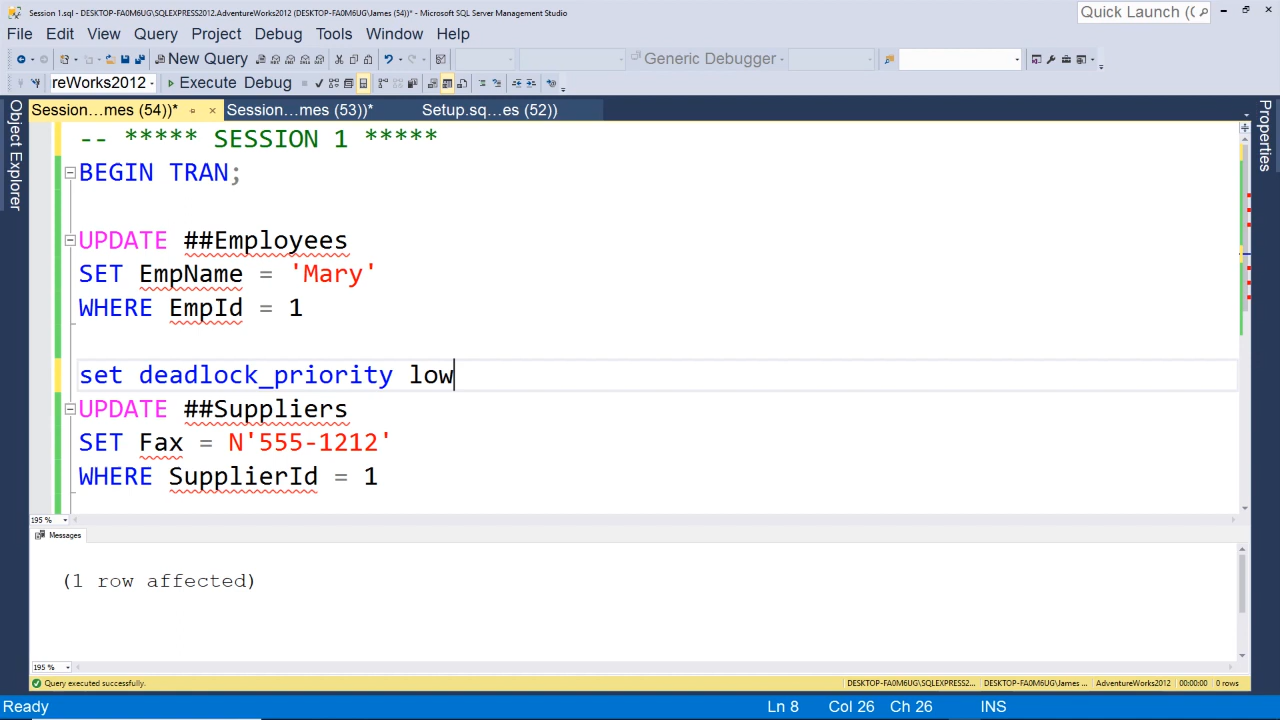 Session 1.sql - DESKTOP-FA0M6UG\SQLEXPRESS2012.AdventureWorks2012 (DESKTOP-FA0M6UG\James (54))* - Microsoft SQL Server Management Studio
Quick Launch (C
File Edit View Query Project Debug Tools Window Help
New Query
Generic Debugger
reWorks2012 Execute Debug
Session...mes (54))* Session...mes (53))* Setup.sq...es (52))
Object Explorer
Properties
-- ***** SESSION 1 *****
BEGIN TRAN;
UPDATE ##Employees
SET EmpName = 'Mary'
WHERE EmpId = 1
set deadlock_priority low
UPDATE ##Suppliers
SET Fax = N'555-1212'
WHERE SupplierId = 1
195 %
Messages
(1 row affected)
195 %
Query executed successfully. DESKTOP-FA0M6UG\SQLEXPRESS2... DESKTOP-FA0M6UG\James ... AdventureWorks2012 00:00:00 0 rows
Ready Ln 8 Col 26 Ch 26 INS